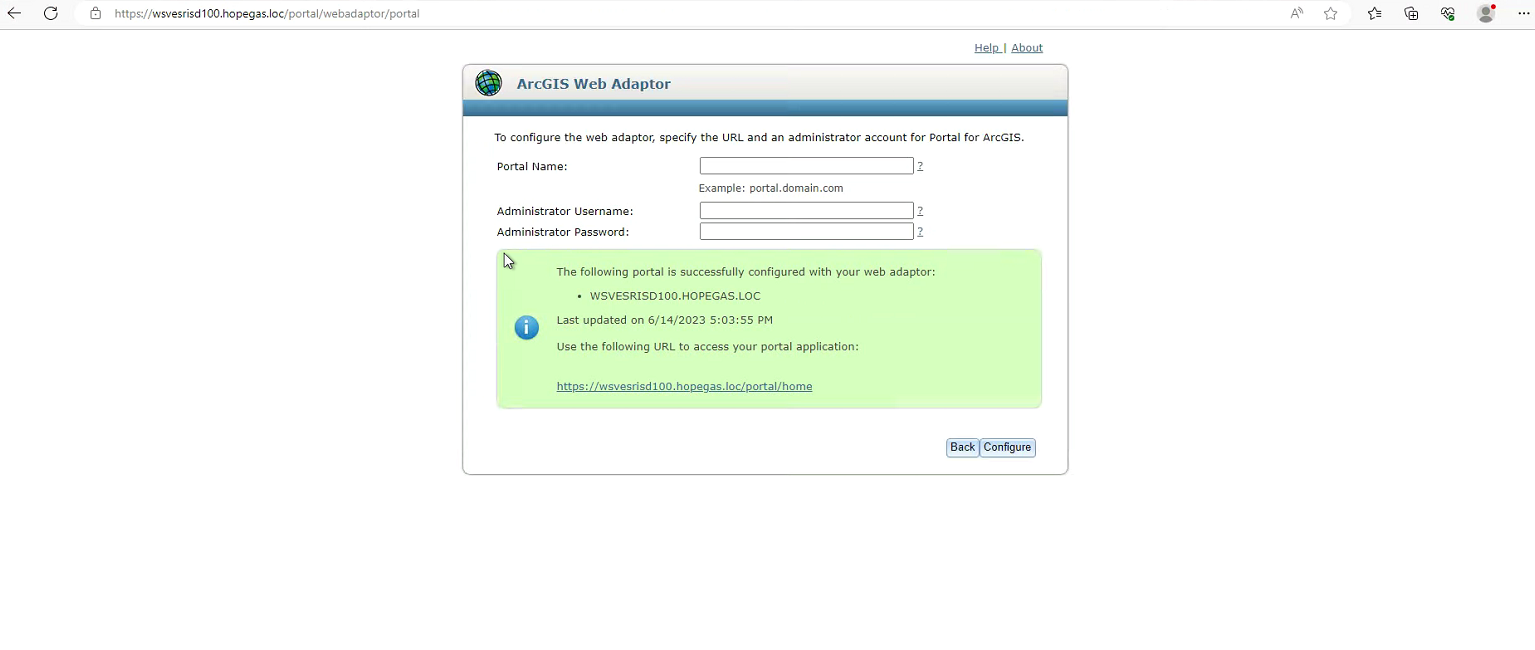 https://wsvesrisd100.hopegas.loc/portal/webadaptor/portal
Help | About
ArcGIS Web Adaptor
To configure the web adaptor, specify the URL and an administrator account for Portal for ArcGIS.
Portal Name: ?
Example: portal.domain.com
Administrator Username: ?
Administrator Password: ?
The following portal is successfully configured with your web adaptor:
• WSVESRISD100.HOPEGAS.LOC
Last updated on 6/14/2023 5:03:55 PM
Use the following URL to access your portal application:
https://wsvesrisd100.hopegas.loc/portal/home
Back Configure